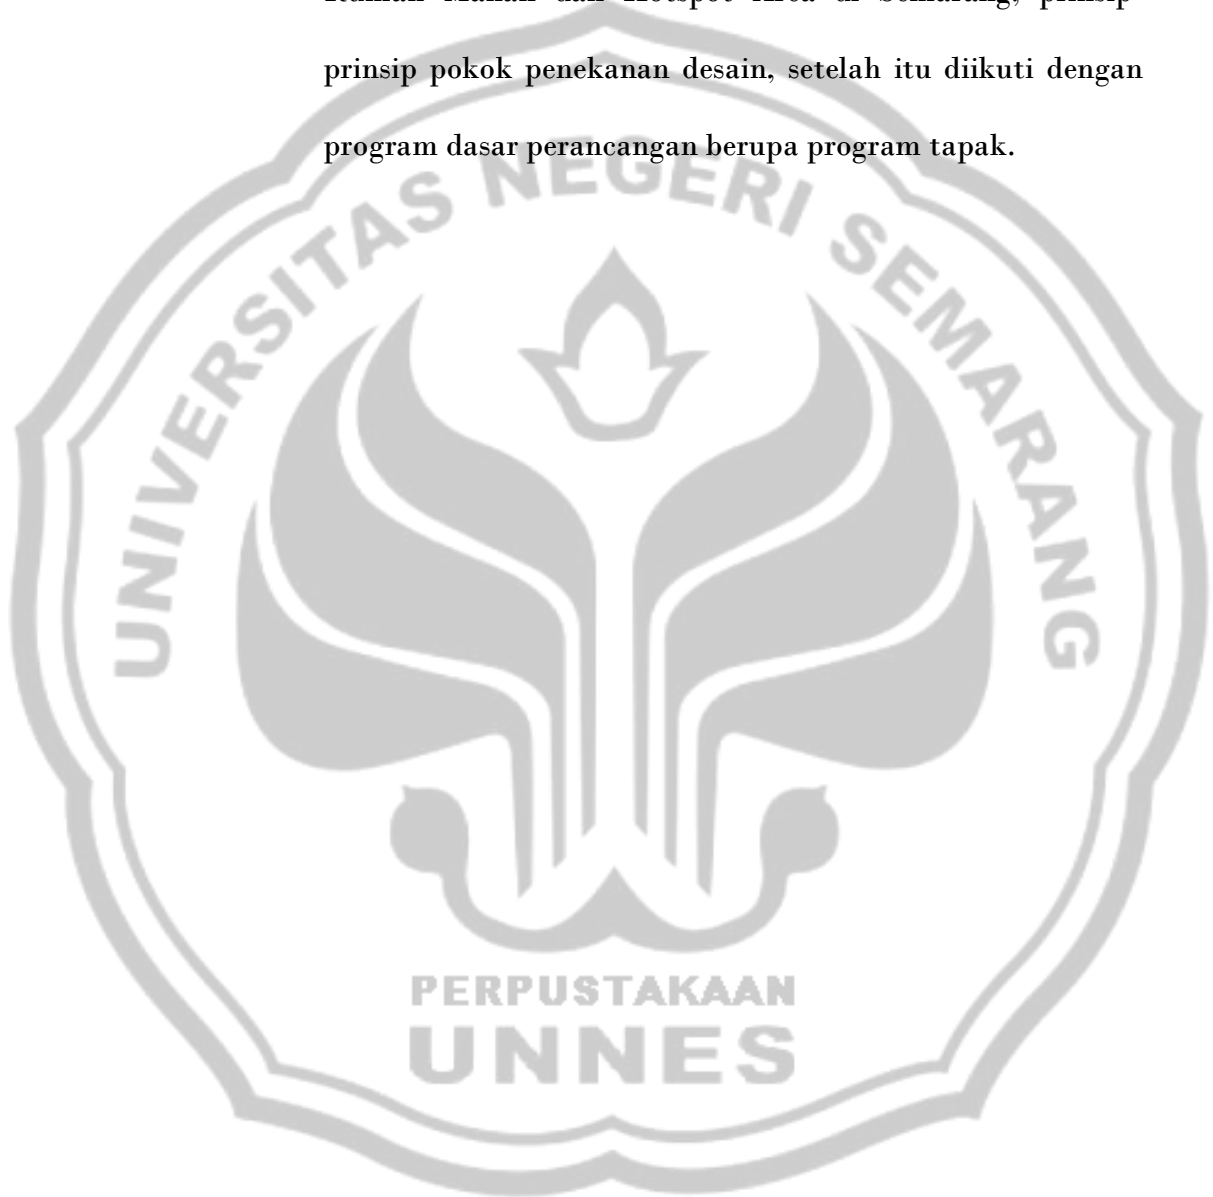 Rumah Makan dan Hotspot Area di Semarang, prinsip-
prinsip pokok penekanan desain, setelah itu diikuti dengan
program dasar perancangan berupa program tapak.
UNIVERSITAS NEGERI SEMARANG
PERPUSTAKAAN
UNNES